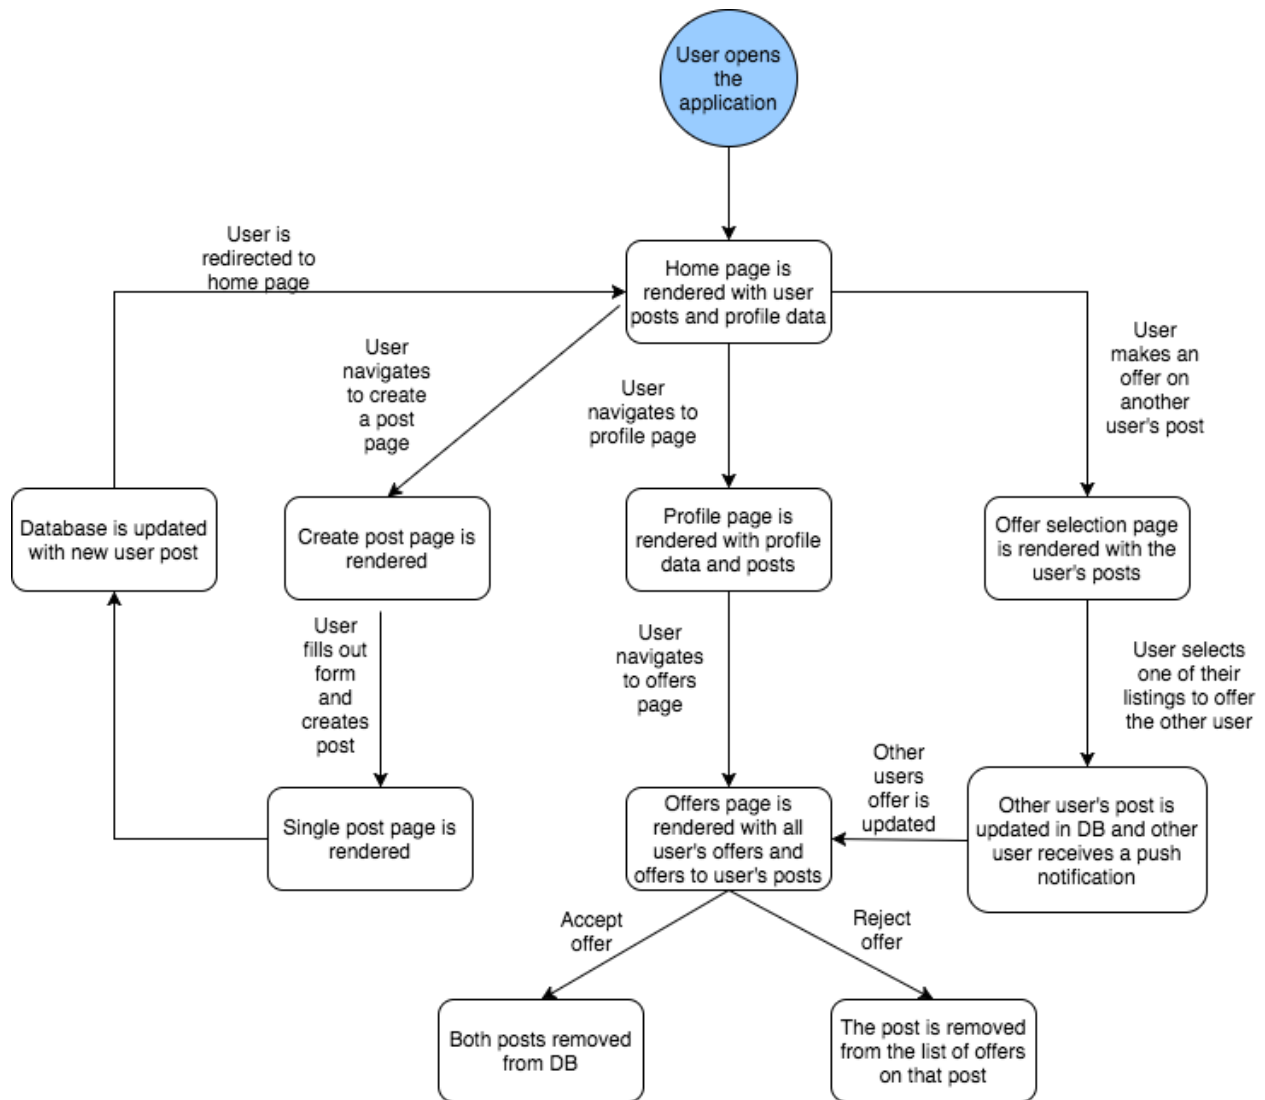 User opens
the
application
User is
redirected to
home page
Home page is
rendered with user
posts and profile data
User
navigates
to create
a post
page
User
navigates to
profile page
User
makes an
offer on
another
user's post
Database is updated
with new user post
Create post page is
rendered
Profile page is
rendered with profile
data and posts
Offer selection page
is rendered with the
user's posts
User
fills out
form
and
creates
post
User
navigates
to offers
page
User selects
one of their
listings to offer
the other user
Single post page is
rendered
Offers page is
rendered with all
user's offers and
offers to user's posts
Other
users
offer is
updated
Other user's post is
updated in DB and other
user receives a push
notification
Accept
offer
Reject
offer
Both posts removed
from DB
The post is removed
from the list of offers
on that post